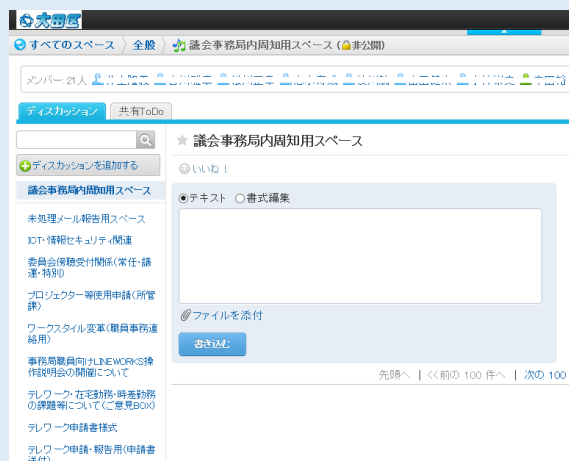 大田区
すべてのスペース 〉 全般 〉 議会事務局内周知用スペース (非公開)
メンバー: 21人
ディスカッション 共有ToDo
ディスカッションを追加する
議会事務局内周知用スペース
未処理メール報告用スペース
ICT・情報セキュリティ関連
委員会傍聴受付関係(常任・議
運・特別)
プロジェクター等使用申請(所管
課)
ワークスタイル変革(職員事務連
絡用)
事務局職員向けLINEWORKS操
作説明会の開催について
テレワーク・在宅勤務・時差勤務
の課題等について(ご意見BOX)
テレワーク申請書様式
テレワーク申請・報告用(申請書
送付)
議会事務局内周知用スペース
いいね!
テキスト 書式編集
ファイルを添付
書き込む
先頭へ | <<前の 100 件へ | 次の 100